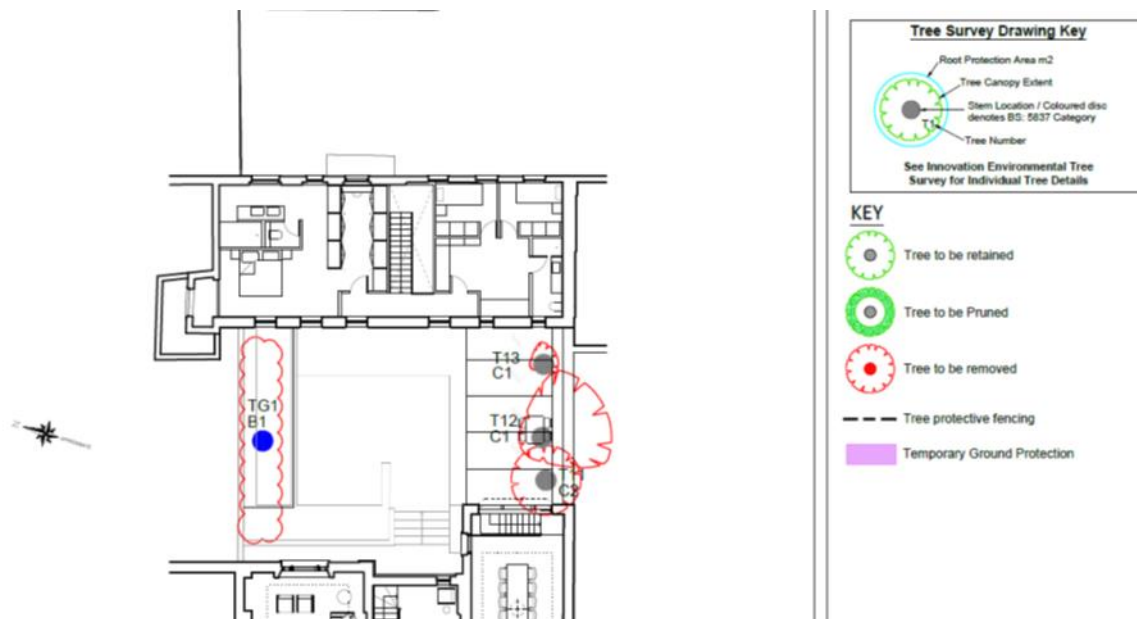 Tree Survey Drawing Key
Root Protection Area m2
Tree Canopy Extent
Stem Location / Coloured disc
denotes BS: 5837 Category
T1
Tree Number
See Innovation Environmental Tree
Survey for Individual Tree Details
KEY
Tree to be retained
Tree to be Pruned
Tree to be removed
Tree protective fencing
Temporary Ground Protection
T13
C1
TG1
B1
T12
C1
C2
N